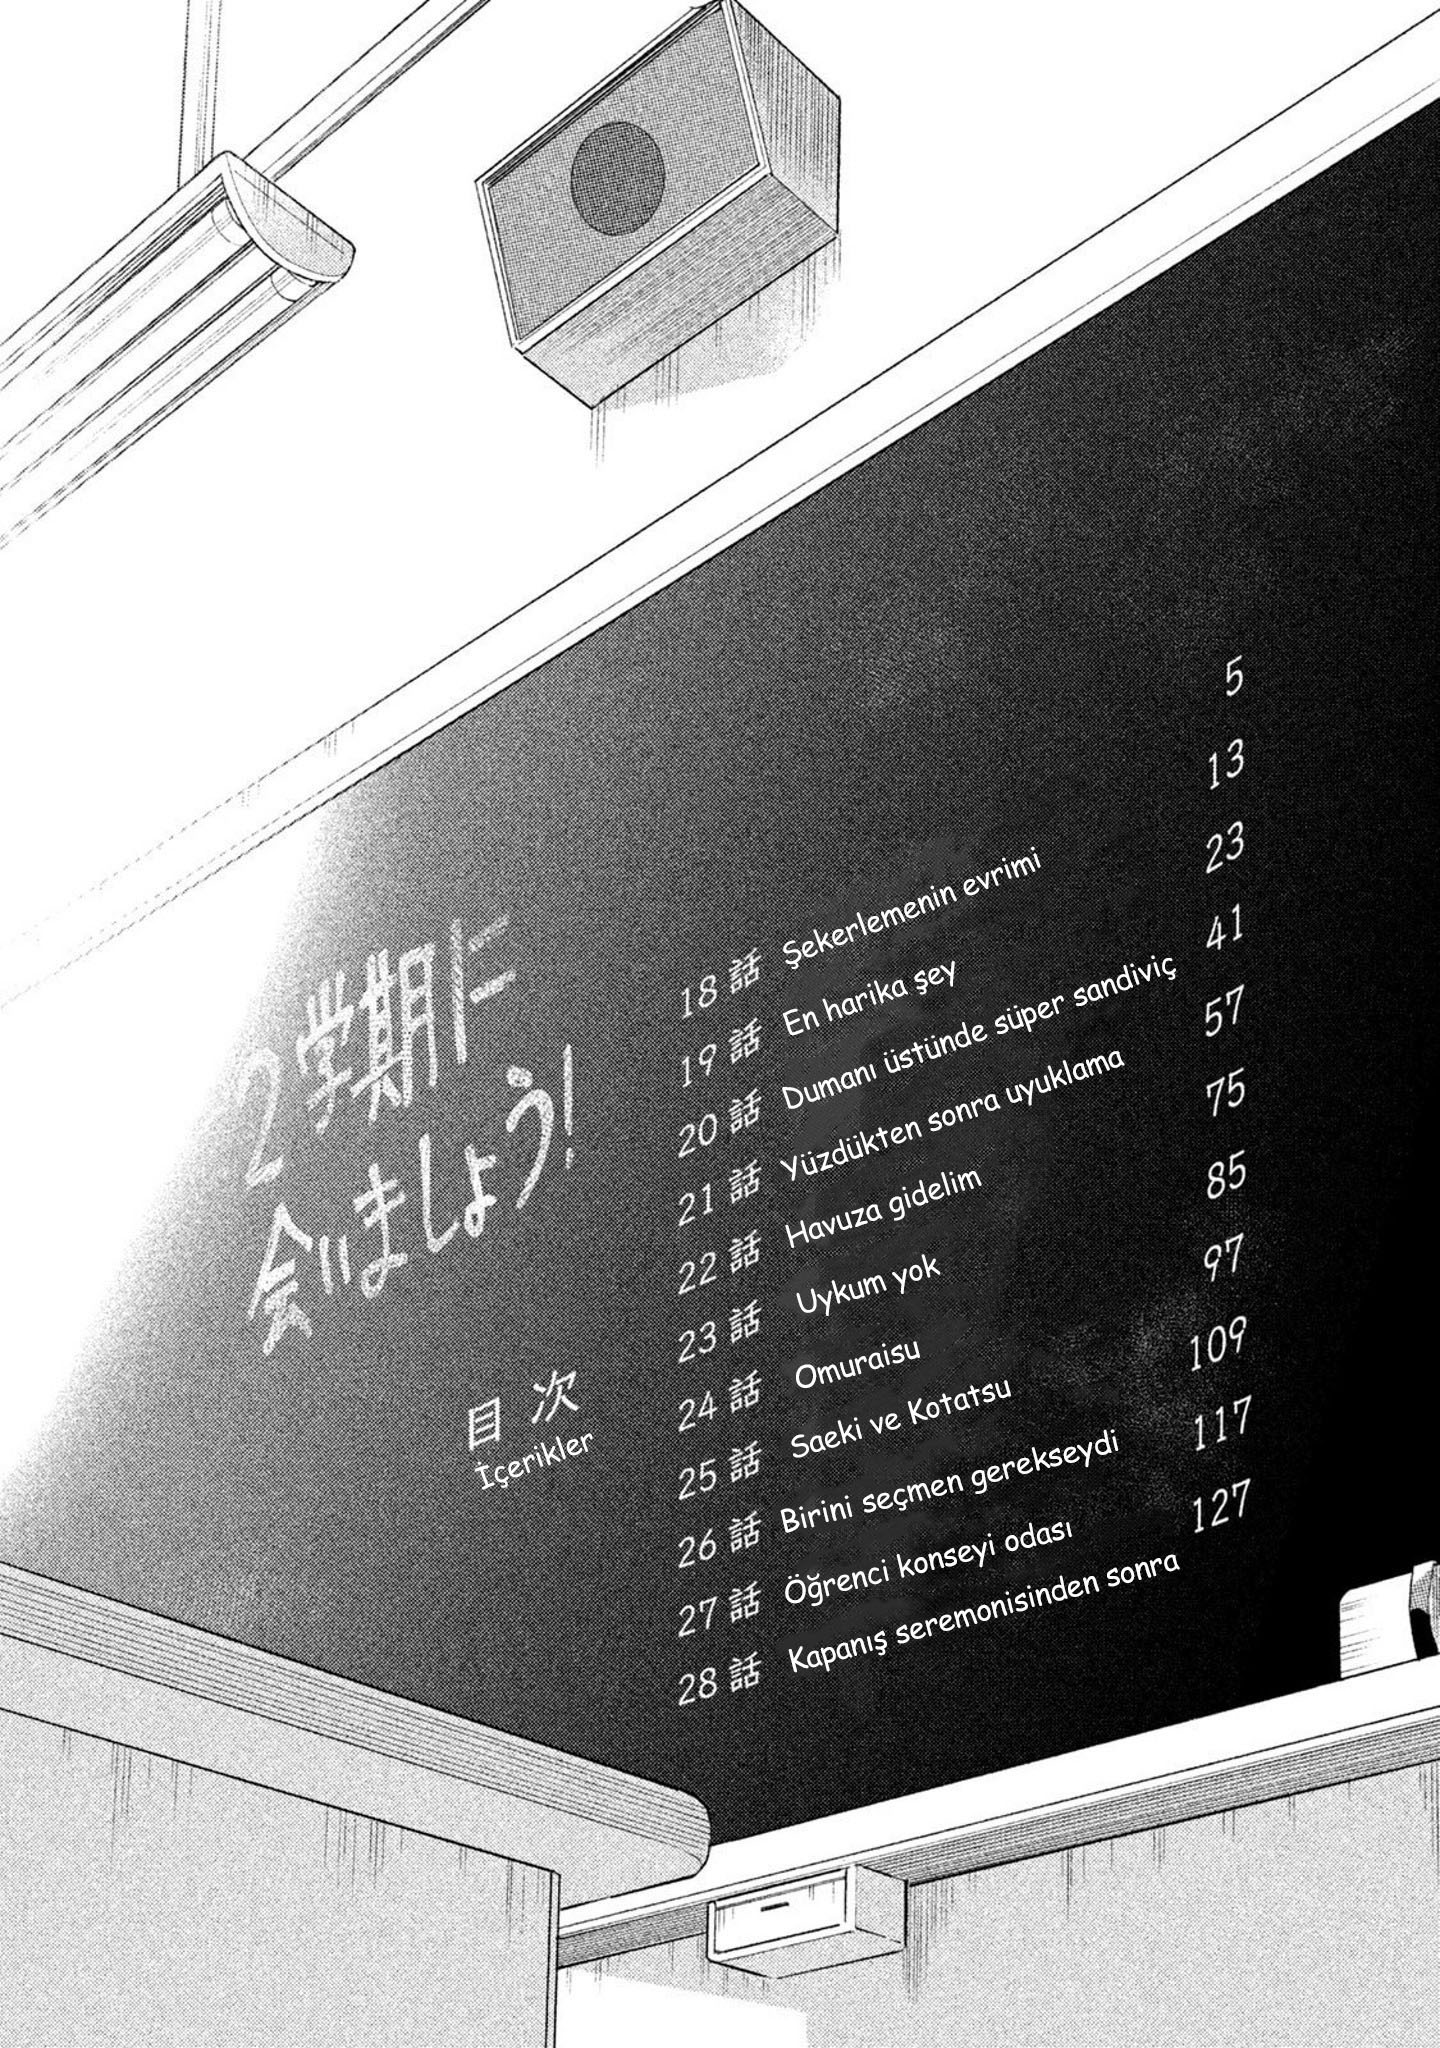 2学期に
会いましょう!
目次
İçerikler
18話 Şekerlemenin evrimi 5
19話 En harika şey 13
20話 Dumanı üstünde süper sandiviç 23
21話 Yüzdükten sonra uyuklama 41
22話 Havuza gidelim 57
23話 Uykum yok 75
24話 Omuraisu 85
25話 Saeki ve Kotatsu 97
26話 Birini seçmen gerekseydi 109
27話 Öğrenci konseyi odası 117
28話 Kapanış seremonisinden sonra 127